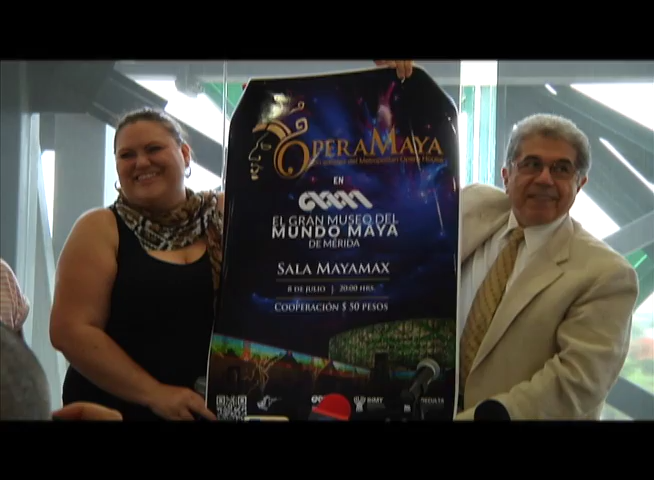 OPERAMAYA
EN
EL GRAN MUSEO DEL
MUNDO MAYA
DE MÉRIDA
SALA MAYAMAX
8 DE JULIO | 20:00 HRS.
COOPERACIÓN $ 50 PESOS